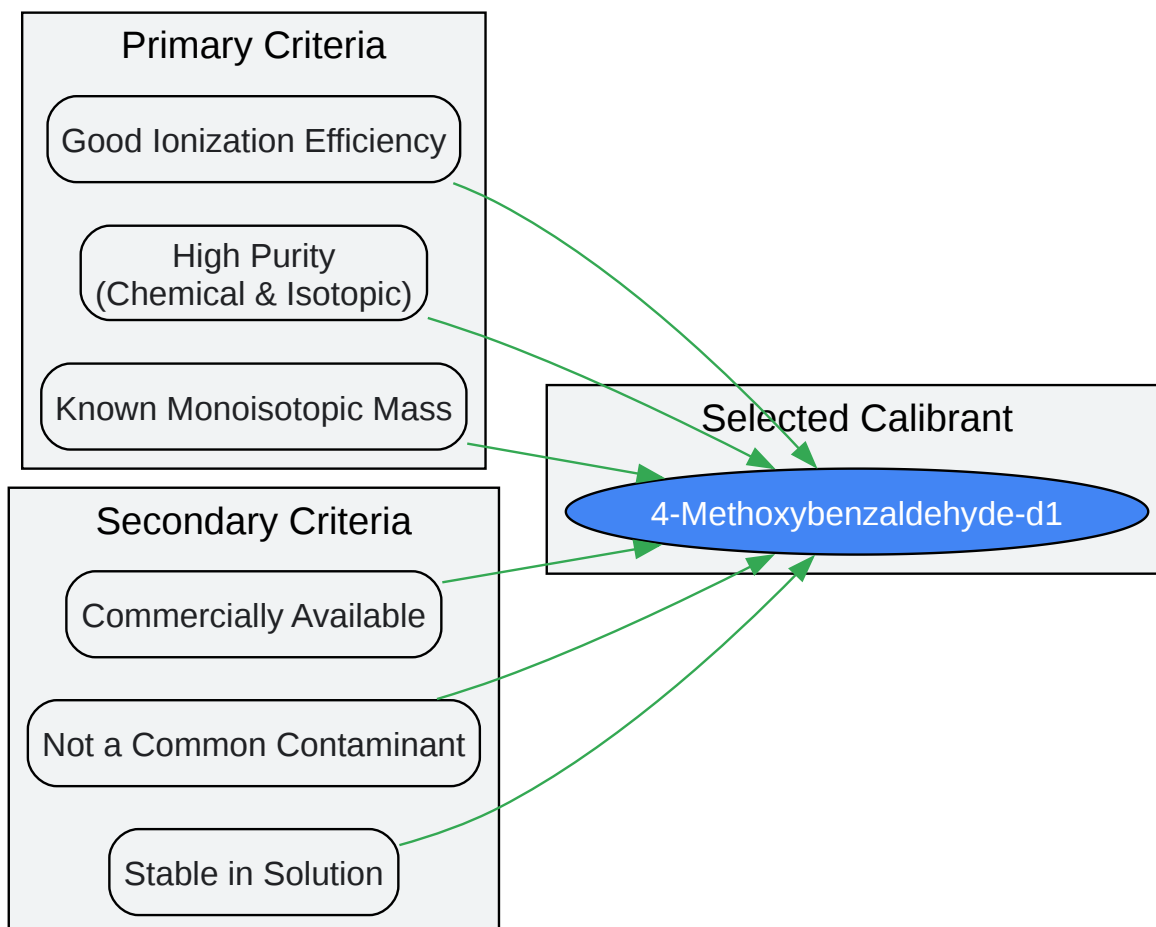 Primary Criteria
Good Ionization Efficiency
High Purity
(Chemical & Isotopic)
Known Monoisotopic Mass
Selected Calibrant
4-Methoxybenzaldehyde-d1
Secondary Criteria
Commercially Available
Not a Common Contaminant
Stable in Solution